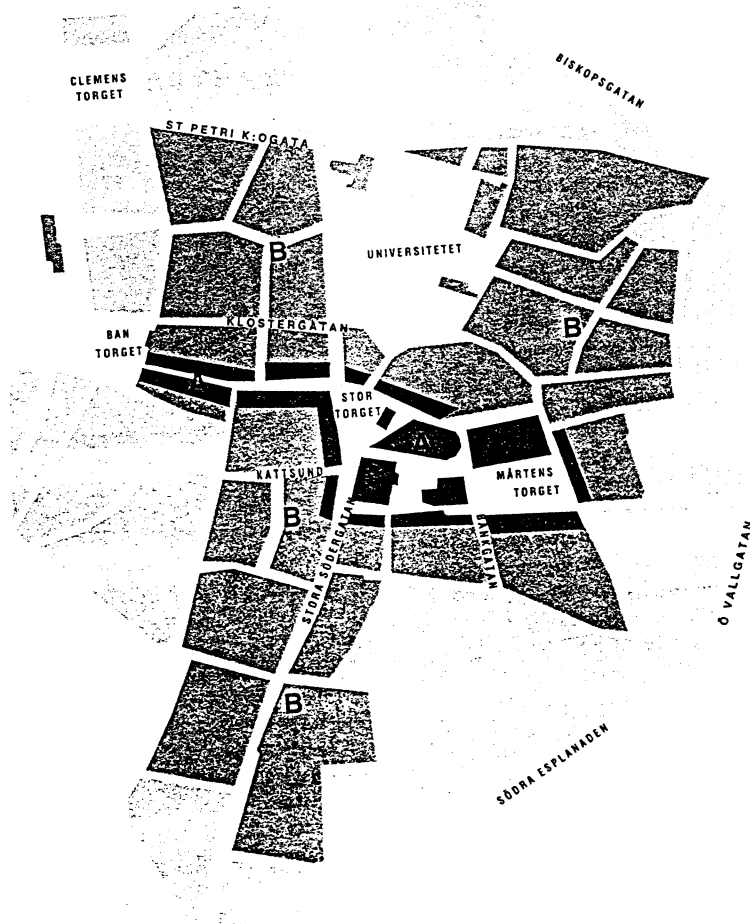 CLEMENS
TORGET
BISKOPSGATAN
ST PETRI K:OGATA
B
UNIVERSITETET
KLOSTERGATAN
B
BAN
TORGET
A
STOR
TORGET
A
KATTSUND
MÅRTENS
TORGET
B
STORA SÖDERGATAN
BANKGATAN
Ö VALLGATAN
B
SÖDRA ESPLANADEN